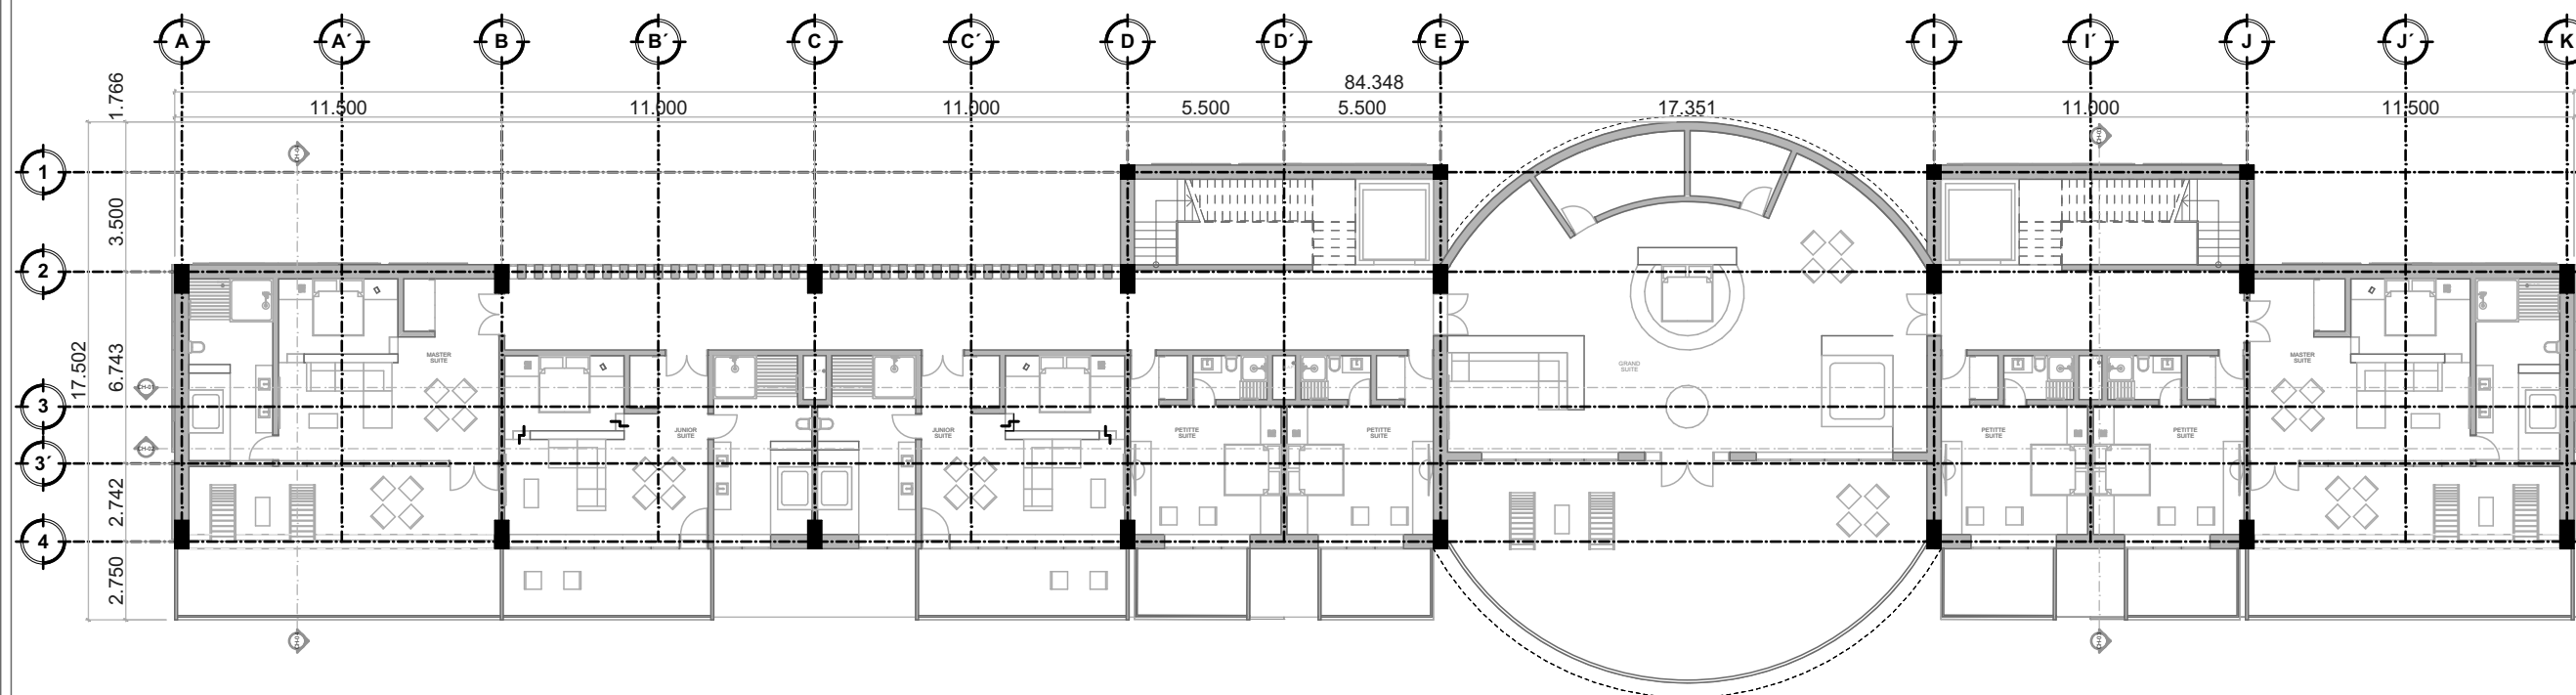 A A´ B B´ C C´ D D´ E I I´ J J´ K
84.348
11.500 11.000 11.000 5.500 5.500 17.351 11.000 11.500
1.766
1
3.500
2
17.502
6.743
MASTER
SUITE
GRAND
SUITE
MASTER
SUITE
3
JUNIOR
SUITE
JUNIOR
SUITE
PETITTE
SUITE
PETITTE
SUITE
PETITTE
SUITE
PETITTE
SUITE
3´
2.742
4
2.750